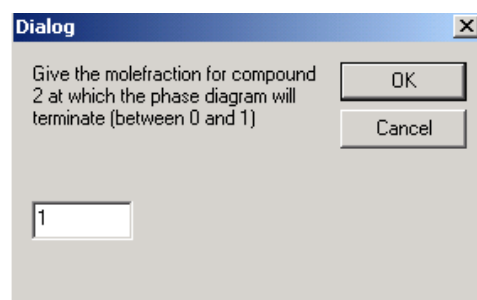 Dialog
Give the molefraction for compound
2 at which the phase diagram will
terminate (between 0 and 1)
OK
Cancel
1